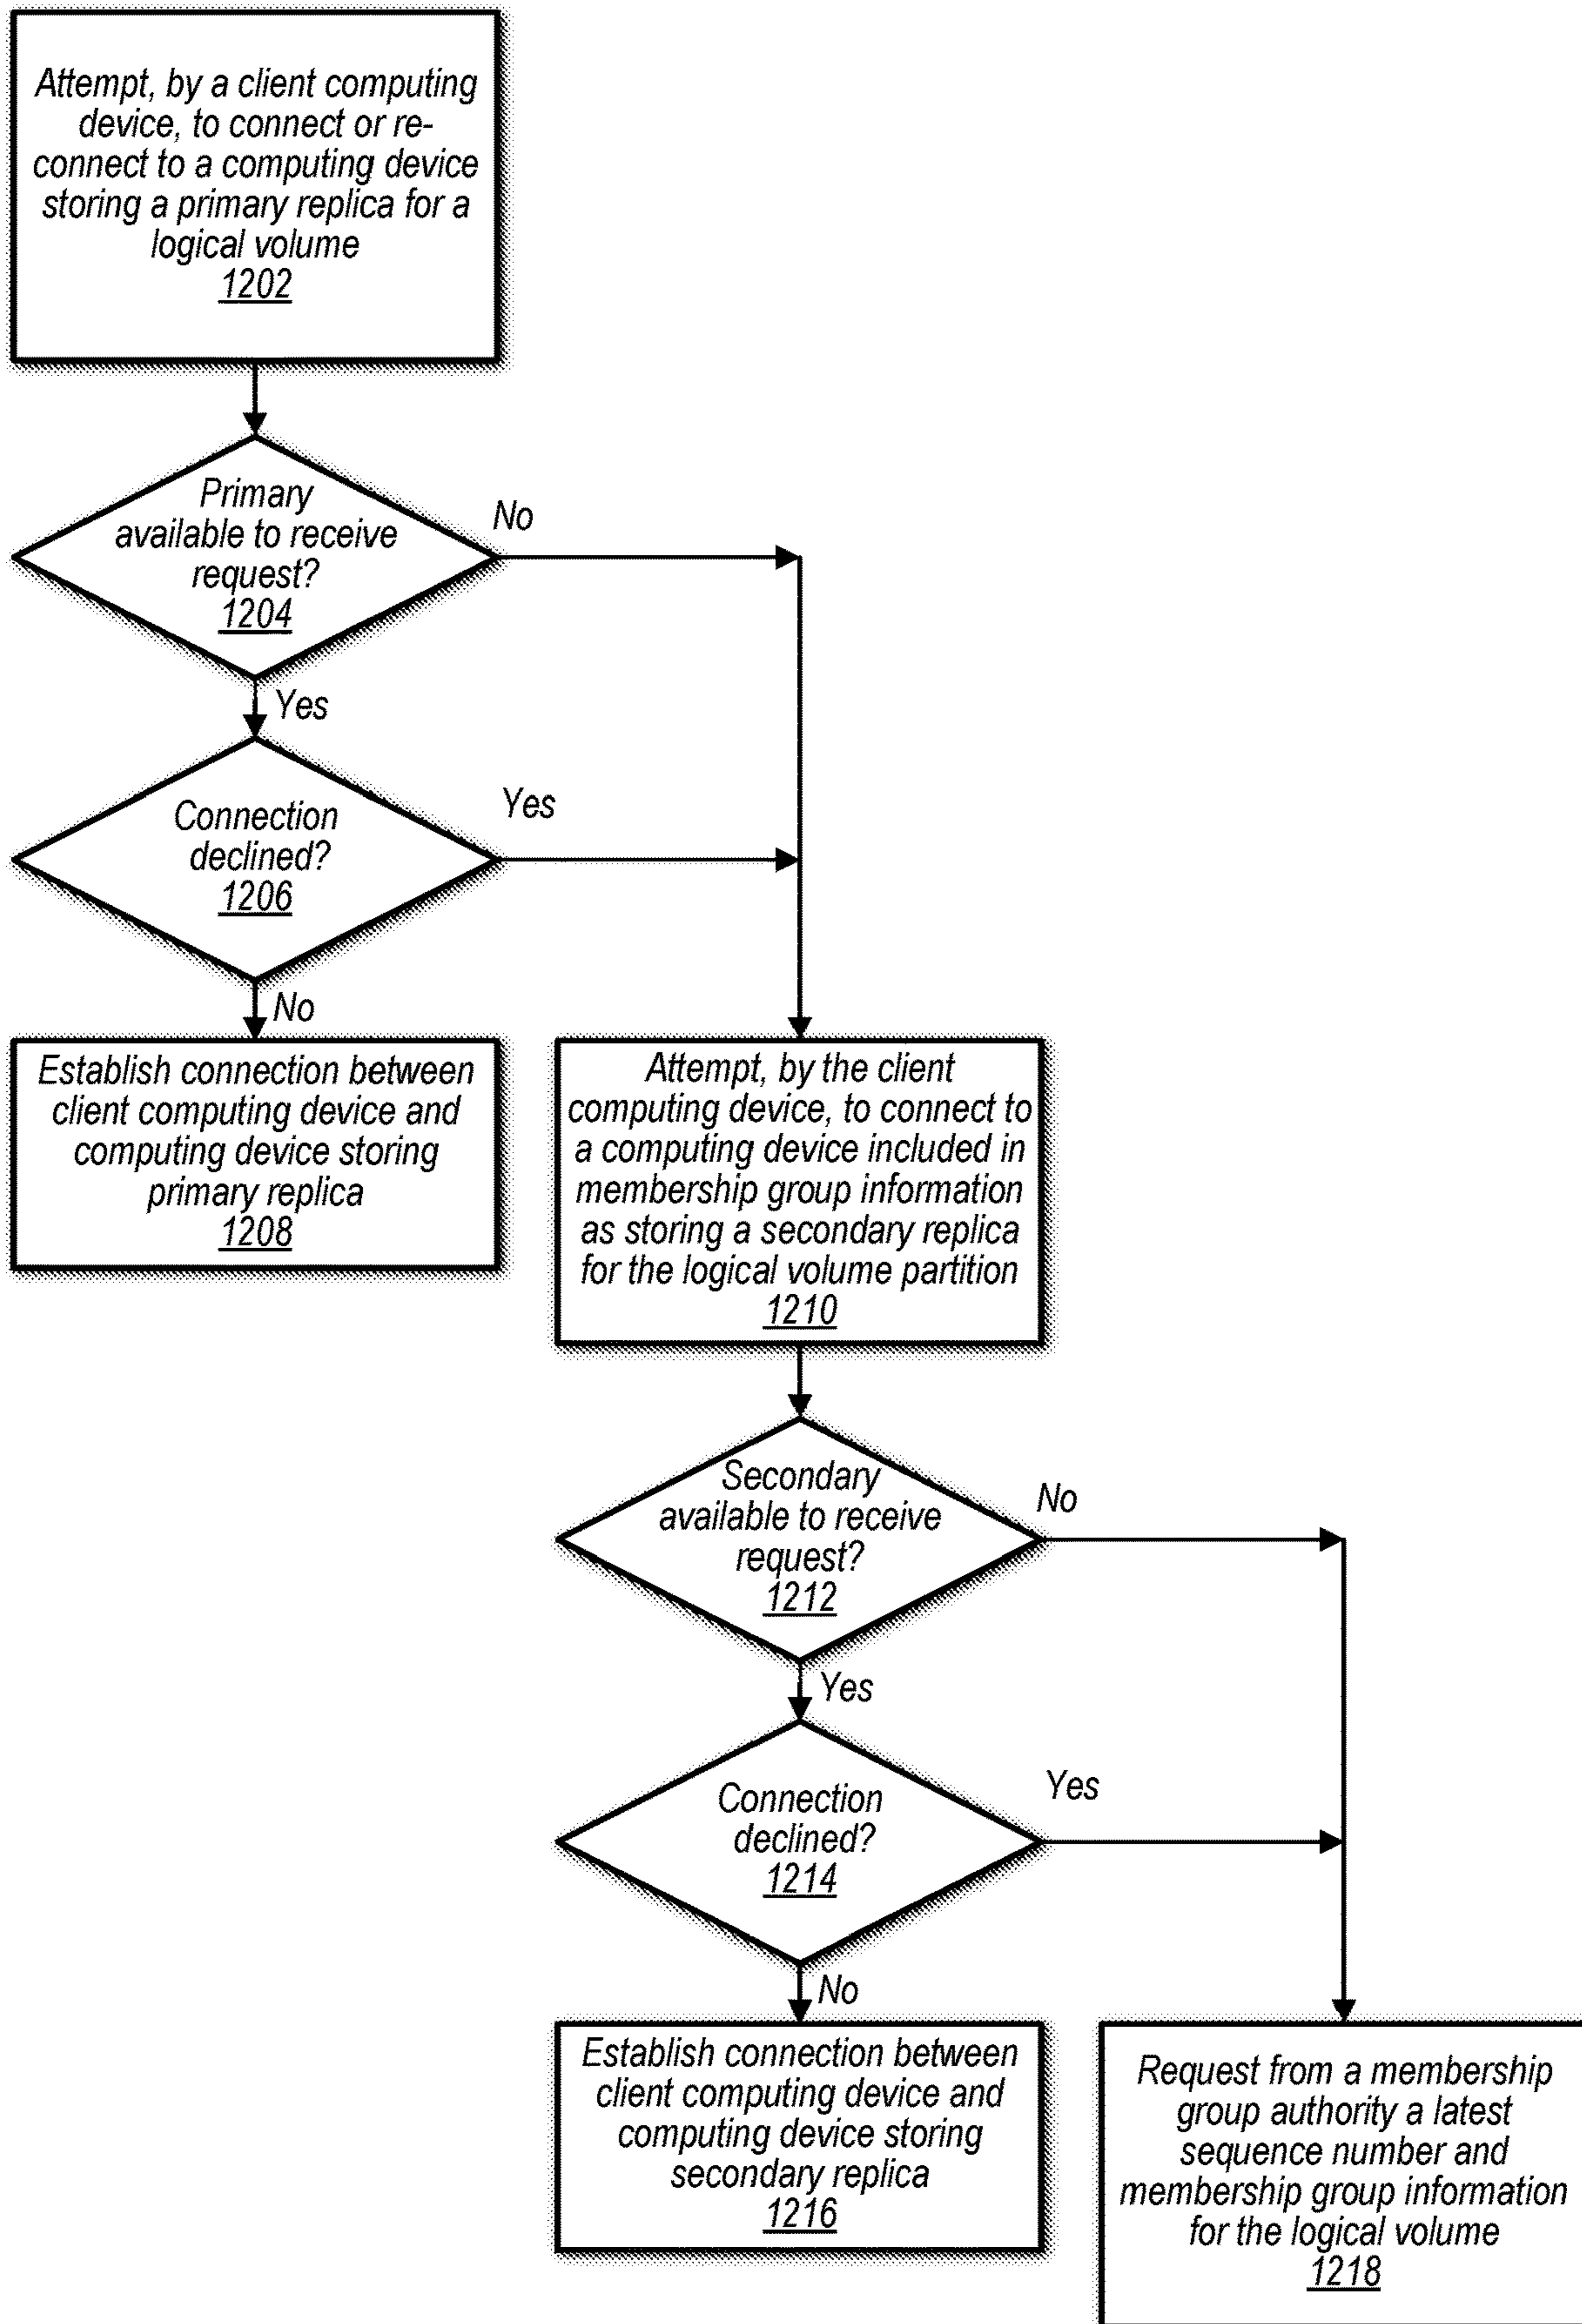 Attempt, by a client computing
device, to connect or re-
connect to a computing device
storing a primary replica for a
logical volume
1202
Primary
available to receive
request?
1204
No
Yes
Connection
declined?
1206
Yes
No
Establish connection between
client computing device and
computing device storing
primary replica
1208
Attempt, by the client
computing device, to connect to
a computing device included in
membership group information
as storing a secondary replica
for the logical volume partition
1210
Secondary
available to receive
request?
1212
No
Yes
Connection
declined?
1214
Yes
No
Establish connection between
client computing device and
computing device storing
secondary replica
1216
Request from a membership
group authority a latest
sequence number and
membership group information
for the logical volume
1218